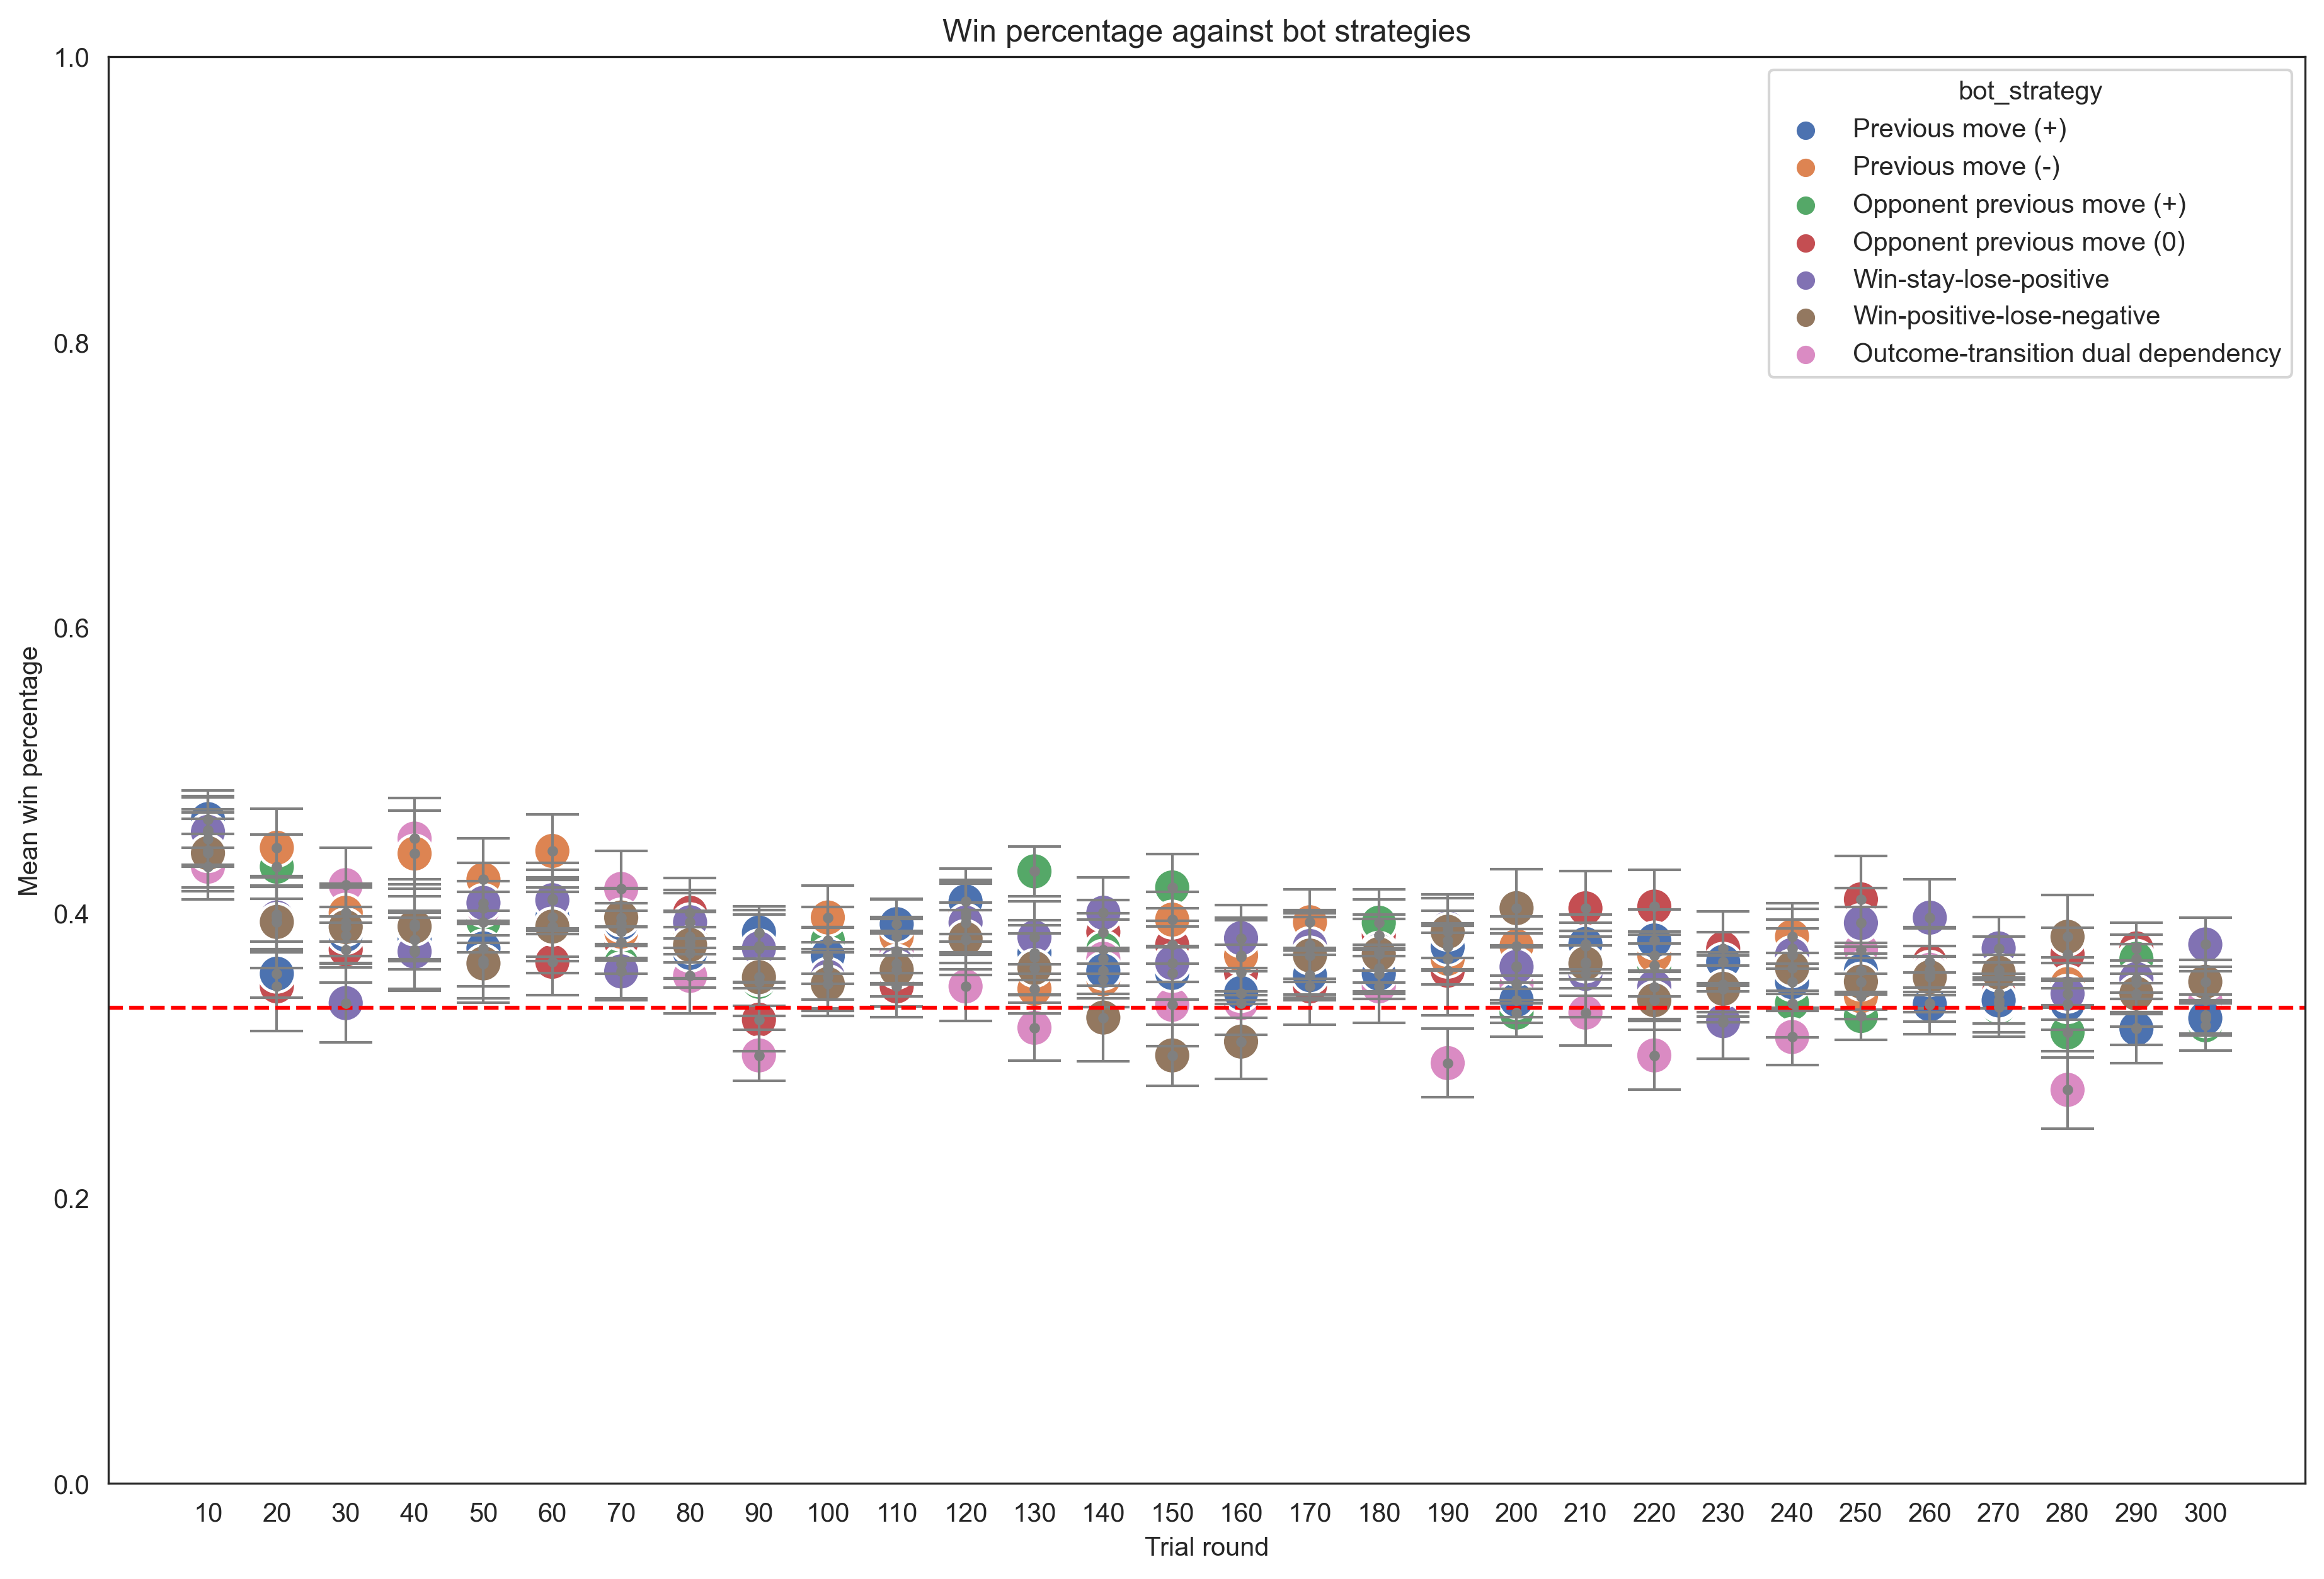 Win percentage against bot strategies
1.0
0.8
0.6
0.4
0.2
0.0
Mean win percentage
bot_strategy
Previous move (+)
Previous move (-)
Opponent previous move (+)
Opponent previous move (0)
Win-stay-lose-positive
Win-positive-lose-negative
Outcome-transition dual dependency
10 20 30 40 50 60 70 80 90 100 110 120 130 140 150 160 170 180 190 200 210 220 230 240 250 260 270 280 290 300
Trial round